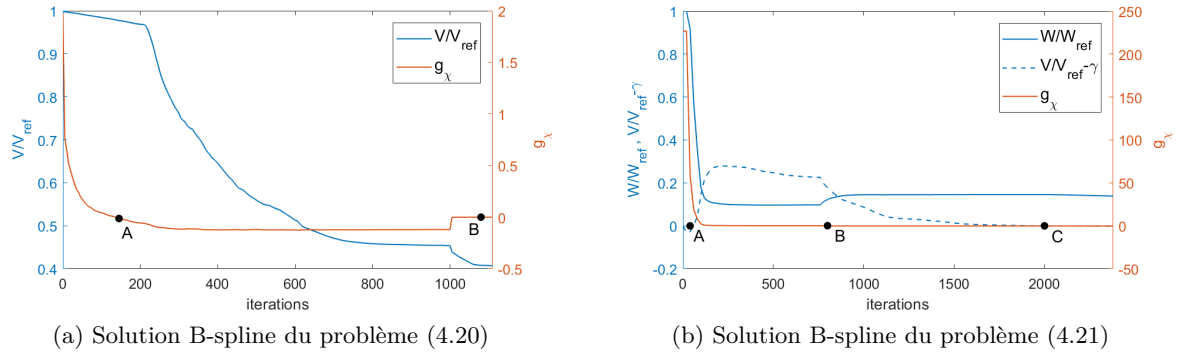 1
0.9
0.8
0.7
0.6
0.5
0.4
V/V_ref
0
200
400
600
800
1000
iterations
2
1.5
1
0.5
0
-0.5
g_χ
V/V_ref
g_χ
A
B
(a) Solution B-spline du problème (4.20)
1
0.8
0.6
0.4
0.2
0
-0.2
W/W_ref , V/V_ref-γ
0
500
1000
1500
2000
iterations
250
200
150
100
50
0
-50
g_χ
W/W_ref
V/V_ref-γ
g_χ
A
B
C
(b) Solution B-spline du problème (4.21)